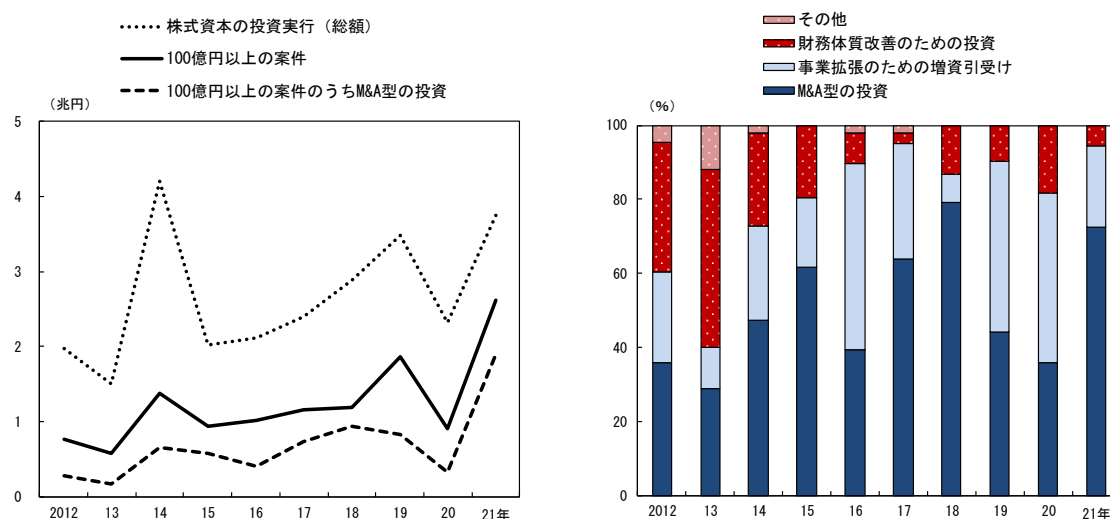 株式資本の投資実行（総額）
100億円以上の案件
100億円以上の案件のうちM&A型の投資
（兆円）
5
4
3
2
1
0
2012 13 14 15 16 17 18 19 20 21年
その他
財務体質改善のための投資
事業拡張のための増資引受け
M&A型の投資
（％）
100
80
60
40
20
0
2012 13 14 15 16 17 18 19 20 21年